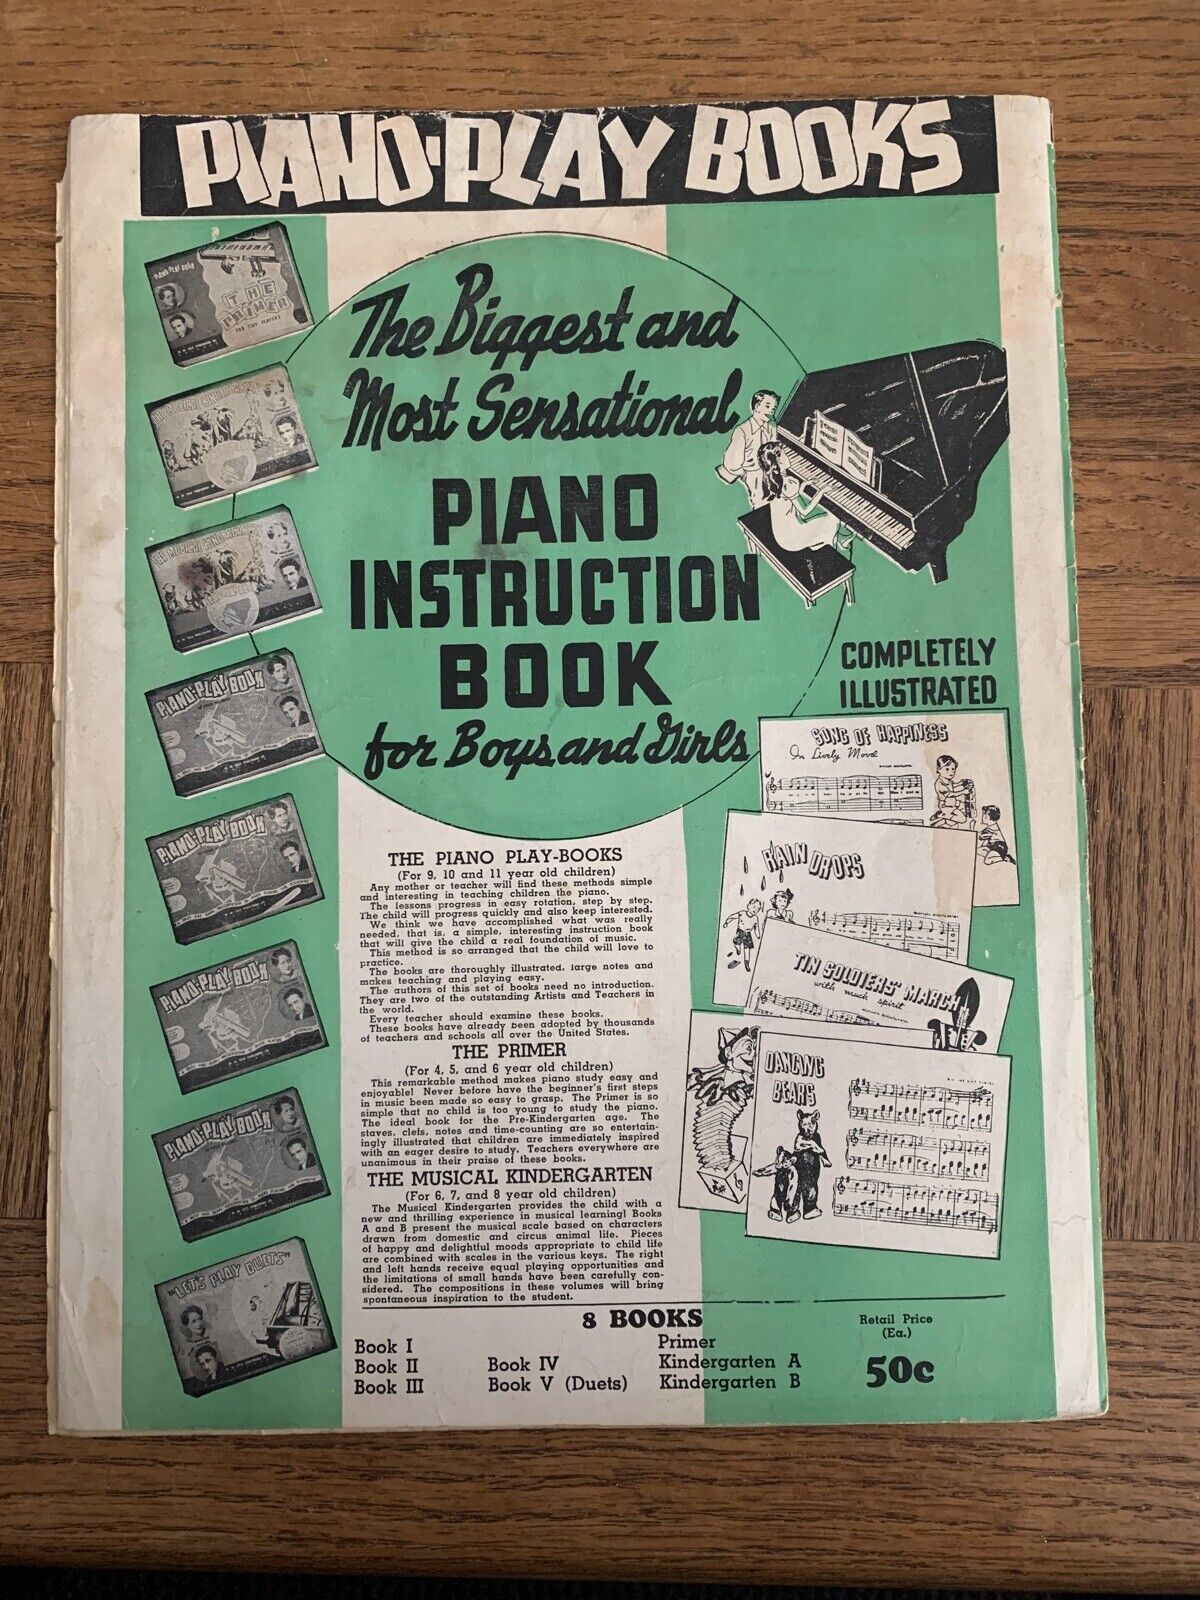 PIANO-PLAY BOOKS
The Biggest and
Most Sensational
PIANO
INSTRUCTION
BOOK
for Boys and Girls
COMPLETELY
ILLUSTRATED
PIANO PLAY BOOK
THE
PRIMER
FOR TINY PLAYERS
PIANO-PLAY BOOK
PIANO-PLAY BOOK
PIANO-PLAY BOOK
PIANO-PLAY BOOK
"LET'S PLAY DUETS"
SONG OF HAPPINESS
In Lively Mood
RAIN DROPS
TIN SOLDIERS' MARCH
with much spirit
DANCING
BEARS
THE PIANO PLAY-BOOKS
(For 9, 10 and 11 year old children)
Any mother or teacher will find these methods simple
and interesting in teaching children the piano.
The lessons progress in easy rotation, step by step.
The child will progress quickly and also keep interested.
We think we have accomplished what was really
needed, that is, a simple, interesting instruction book
that will give the child a real foundation of music.
This method is so arranged that the child will love to
practice.
The books are thoroughly illustrated, large notes and
makes teaching and playing easy.
The authors of this set of books need no introduction.
They are two of the outstanding Artists and Teachers in
the world.
Every teacher should examine these books.
These books have already been adopted by thousands
of teachers and schools all over the United States.
THE PRIMER
(For 4, 5, and 6 year old children)
This remarkable method makes piano study easy and
enjoyable! Never before have the beginner's first steps
in music been made so easy to grasp. The Primer is so
simple that no child is too young to study the piano.
The ideal book for the Pre-Kindergarten age. The
staves, clefs, notes and time-counting are so entertain-
ingly illustrated that children are immediately inspired
with an eager desire to study. Teachers everywhere are
unanimous in their praise of these books.
THE MUSICAL KINDERGARTEN
(For 6, 7, and 8 year old children)
The Musical Kindergarten provides the child with a
new and thrilling experience in musical learning! Books
A and B present the musical scale based on characters
drawn from domestic and circus animal life. Pieces
of happy and delightful moods appropriate to child life
are combined with scales in the various keys. The right
and left hands receive equal playing opportunities and
the limitations of small hands have been carefully con-
sidered. The compositions in these volumes will bring
spontaneous inspiration to the student.
8 BOOKS
Book I
Book II
Book III
Book IV
Book V (Duets)
Primer
Kindergarten A
Kindergarten B
Retail Price
(Ea.)
50c